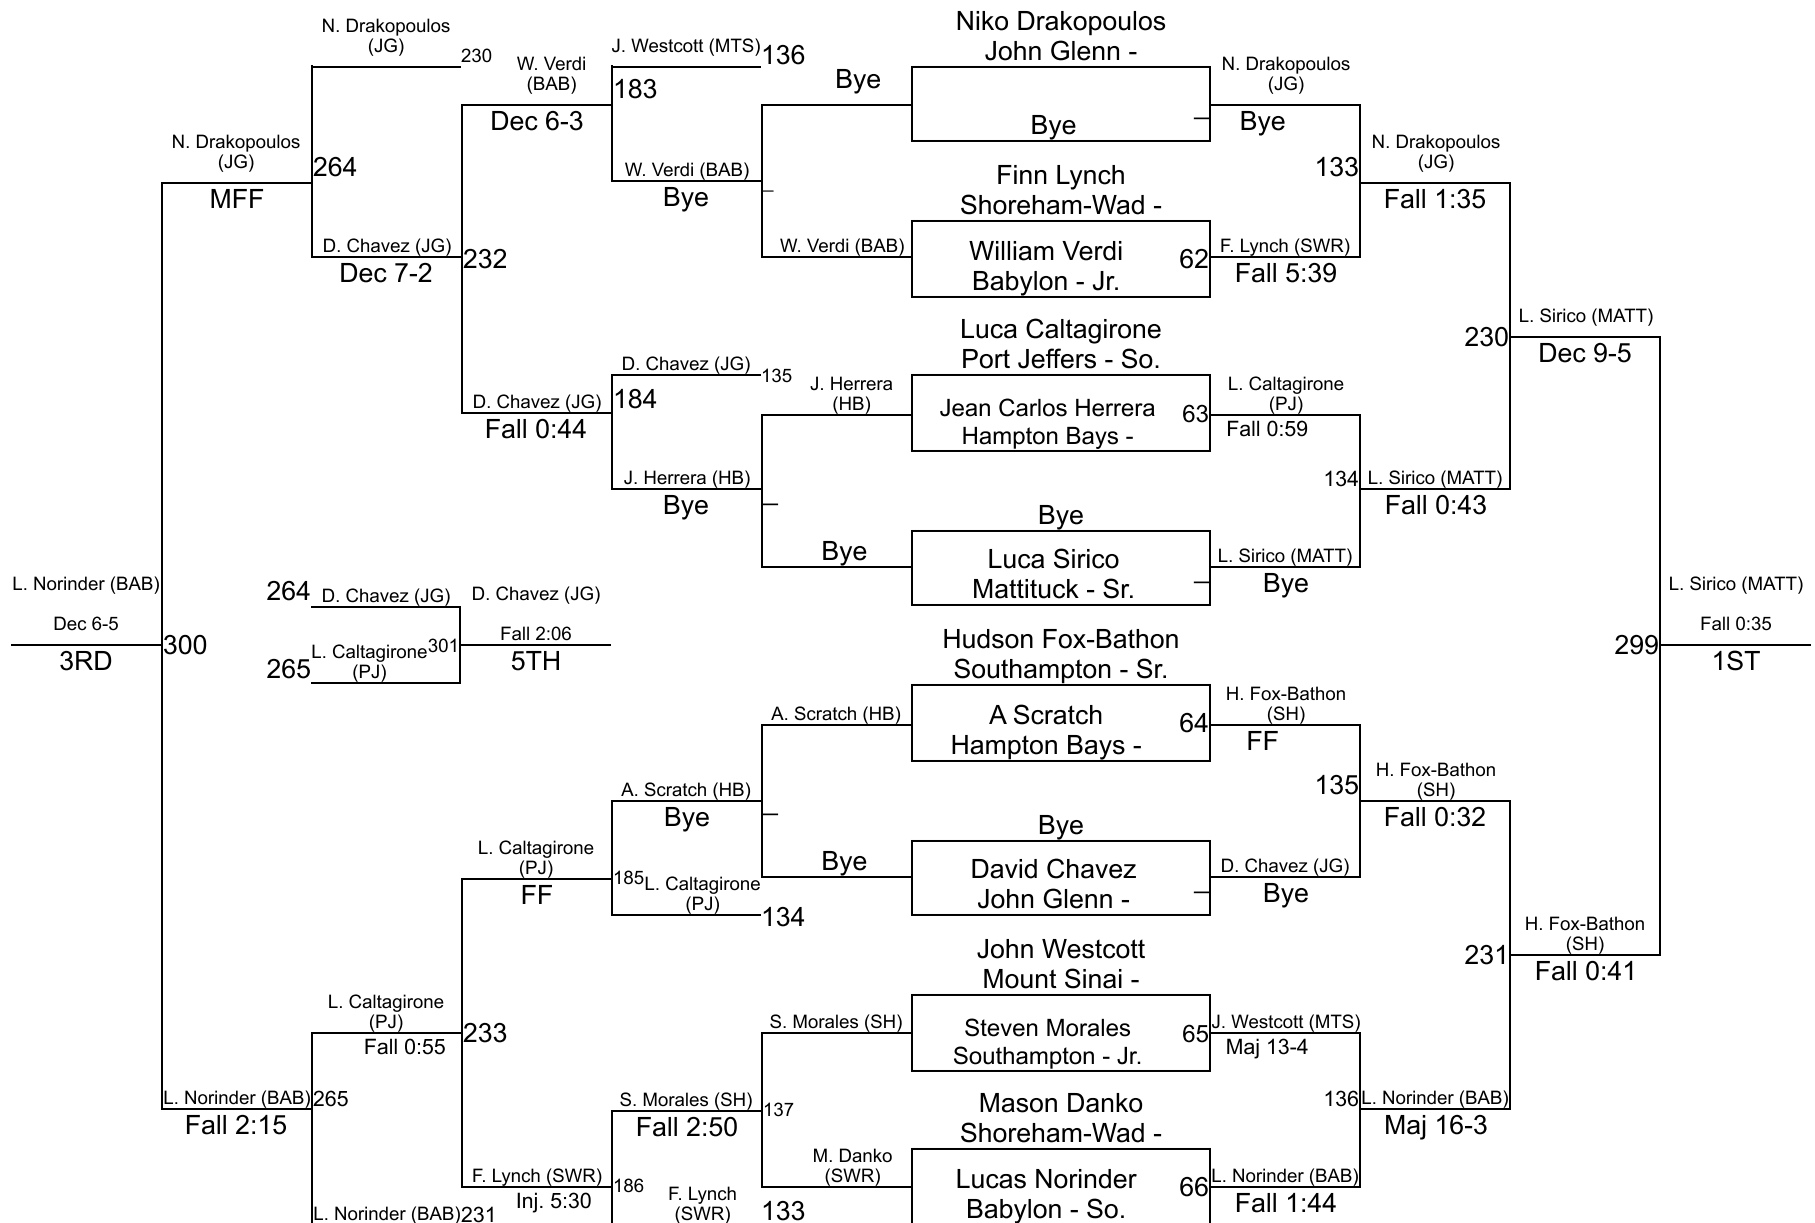 Niko Drakopoulos
John Glenn -
N. Drakopoulos
(JG)
230
W. Verdi
(BAB)
J. Westcott (MTS)
136
183
Bye
N. Drakopoulos
(JG)
Dec 6-3
Bye
Bye
N. Drakopoulos
(JG)
264
MFF
W. Verdi (BAB)
Bye
Finn Lynch
Shoreham-Wad -
133
N. Drakopoulos
(JG)
Fall 1:35
D. Chavez (JG)
Dec 7-2
232
W. Verdi (BAB)
William Verdi
Babylon - Jr.
62
F. Lynch (SWR)
Fall 5:39
Luca Caltagirone
Port Jeffers - So.
230
L. Sirico (MATT)
Dec 9-5
D. Chavez (JG)
135
184
D. Chavez (JG)
Fall 0:44
J. Herrera
(HB)
Jean Carlos Herrera
Hampton Bays -
63
L. Caltagirone
(PJ)
Fall 0:59
J. Herrera (HB)
Bye
134
L. Sirico (MATT)
Fall 0:43
Bye
Bye
Luca Sirico
Mattituck - Sr.
L. Sirico (MATT)
Bye
L. Norinder (BAB)
Dec 6-5
3RD
300
264
D. Chavez (JG)
265
L. Caltagirone
(PJ)
301
D. Chavez (JG)
Fall 2:06
5TH
299
L. Sirico (MATT)
Fall 0:35
1ST
Hudson Fox-Bathon
Southampton - Sr.
A. Scratch (HB)
A Scratch
Hampton Bays -
64
H. Fox-Bathon
(SH)
FF
A. Scratch (HB)
Bye
135
H. Fox-Bathon
(SH)
Fall 0:32
L. Caltagirone
(PJ)
FF
185
L. Caltagirone
(PJ)
134
Bye
Bye
David Chavez
John Glenn -
D. Chavez (JG)
Bye
John Westcott
Mount Sinai -
231
H. Fox-Bathon
(SH)
Fall 0:41
L. Caltagirone
(PJ)
Fall 0:55
233
S. Morales (SH)
Steven Morales
Southampton - Jr.
65
J. Westcott (MTS)
Maj 13-4
L. Norinder (BAB)
Fall 2:15
265
S. Morales (SH)
Fall 2:50
137
Mason Danko
Shoreham-Wad -
136
L. Norinder (BAB)
Maj 16-3
F. Lynch (SWR)
Inj. 5:30
186
M. Danko
(SWR)
Lucas Norinder
Babylon - So.
66
L. Norinder (BAB)
Fall 1:44
L. Norinder (BAB)
231
F. Lynch
(SWR)
133